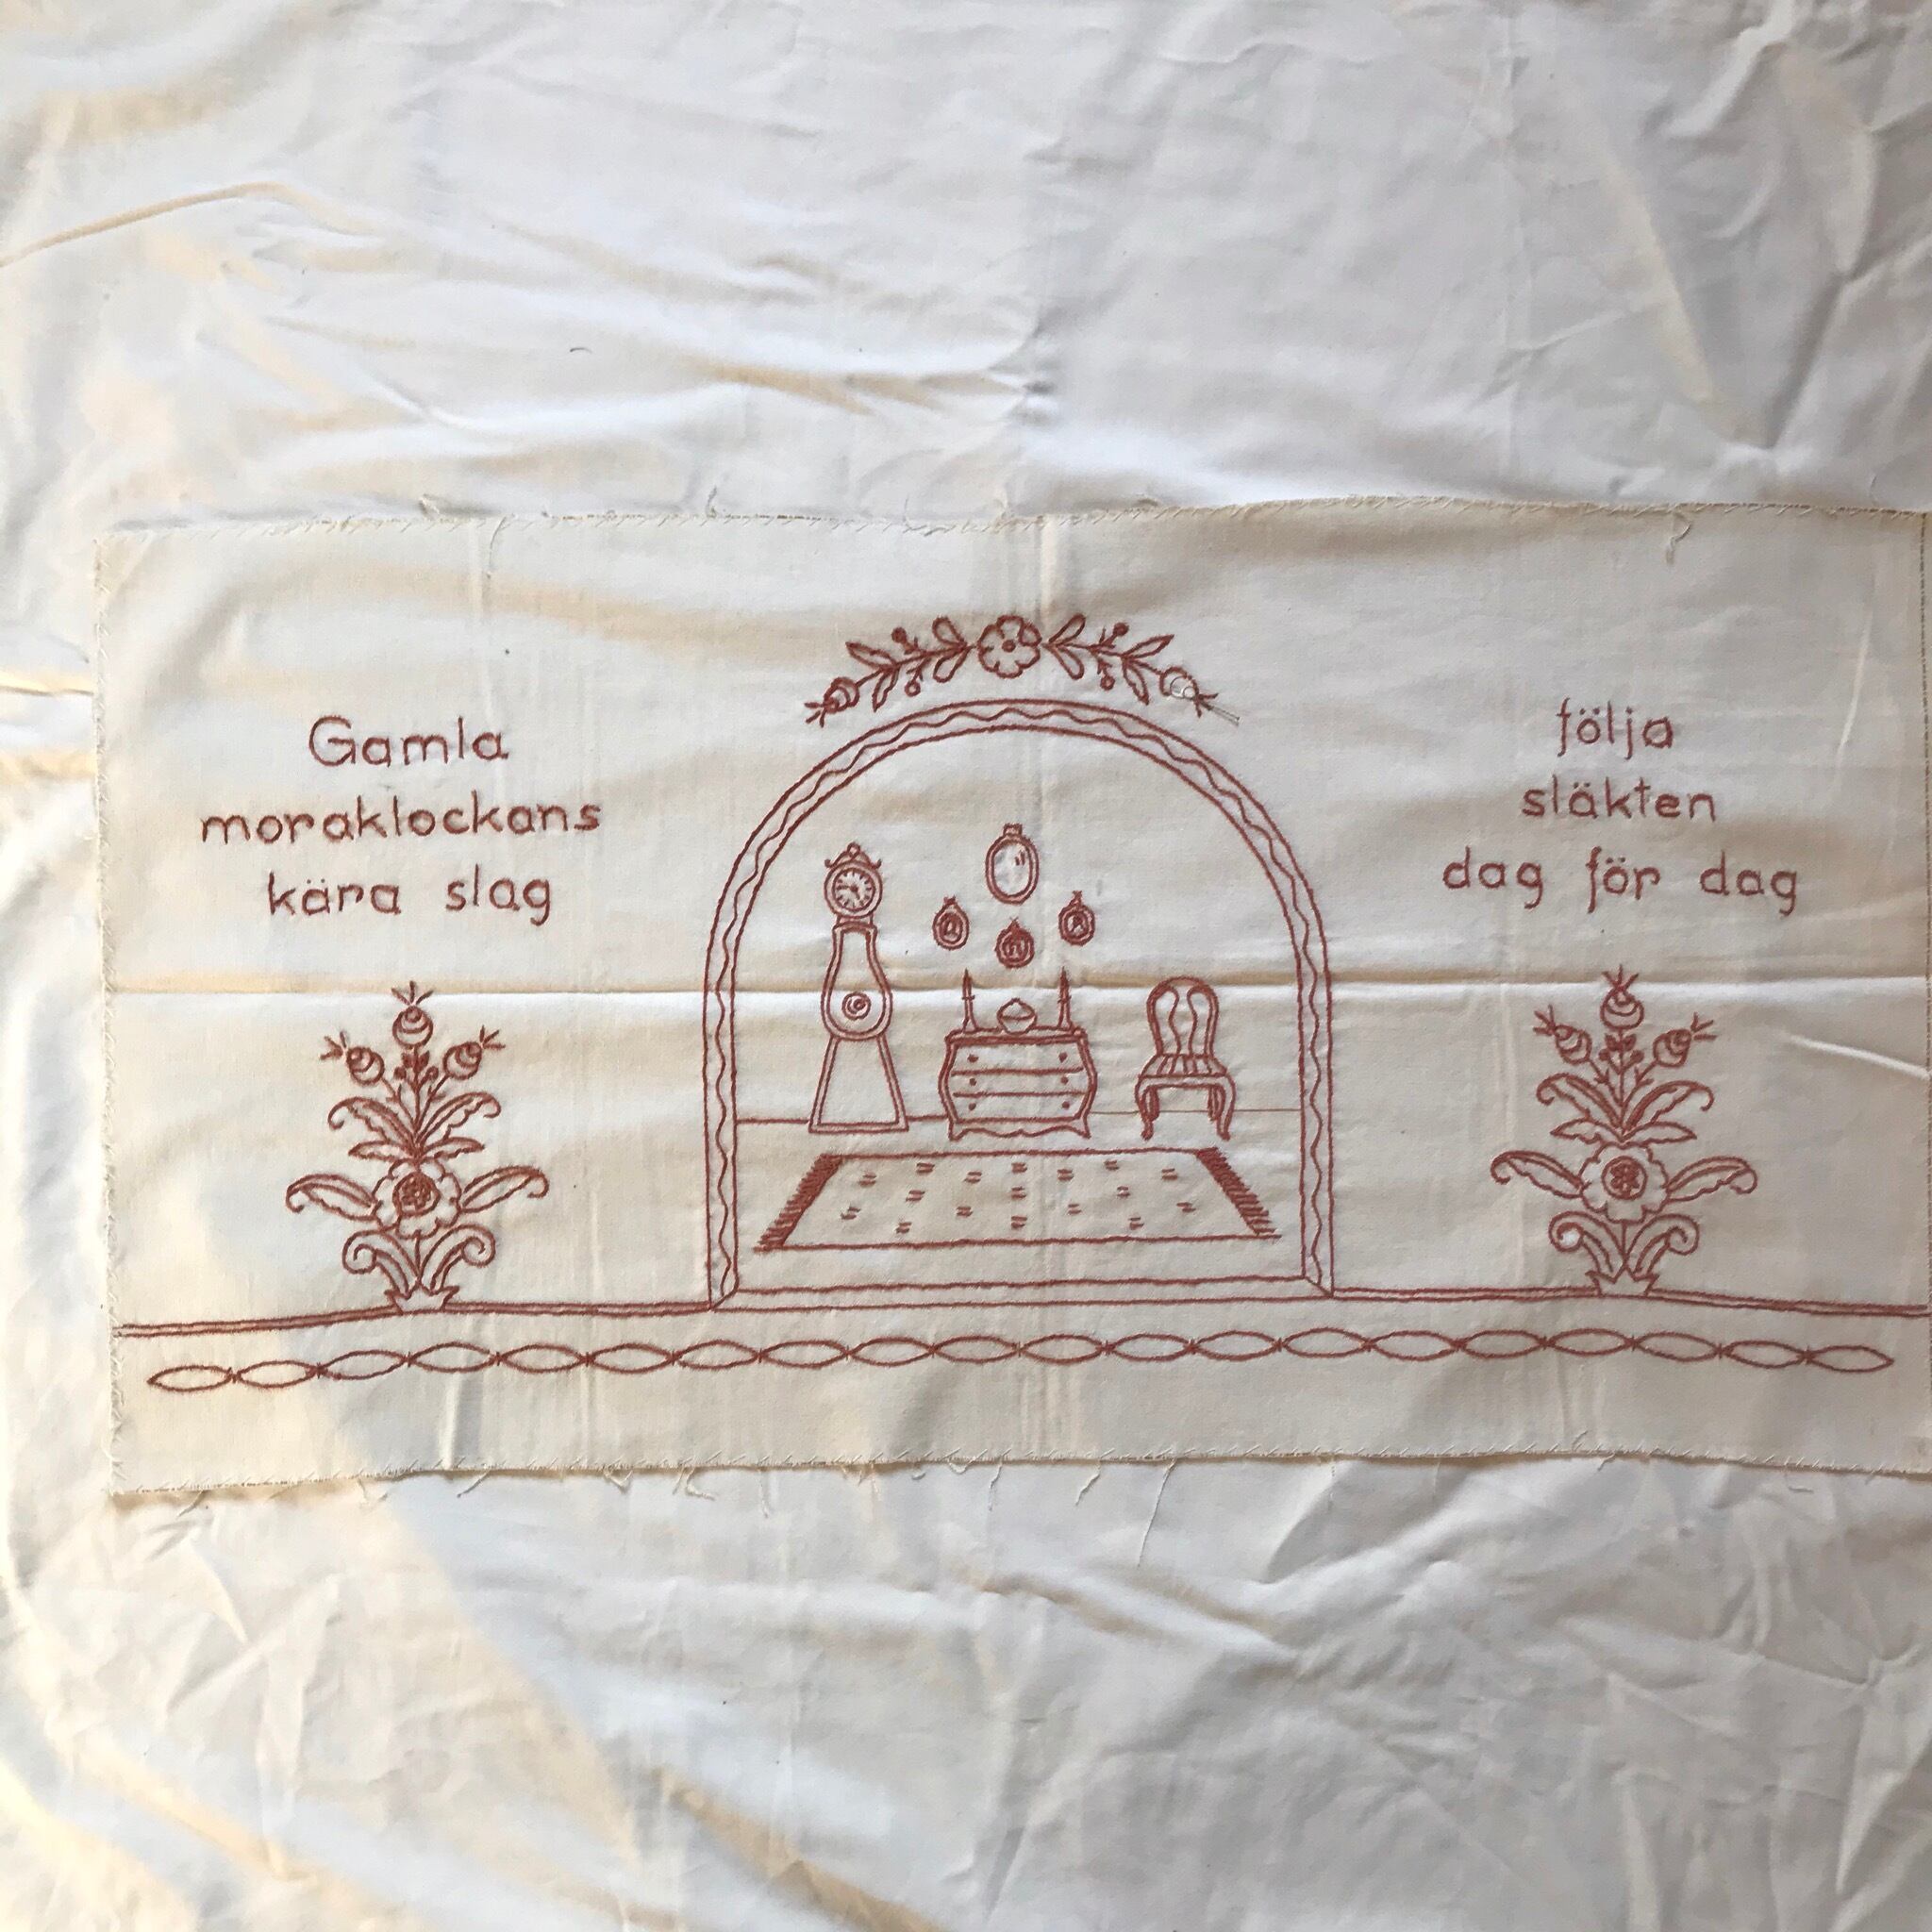 Gamla
moraklockans
kära slag
följa
släkten
dag för dag